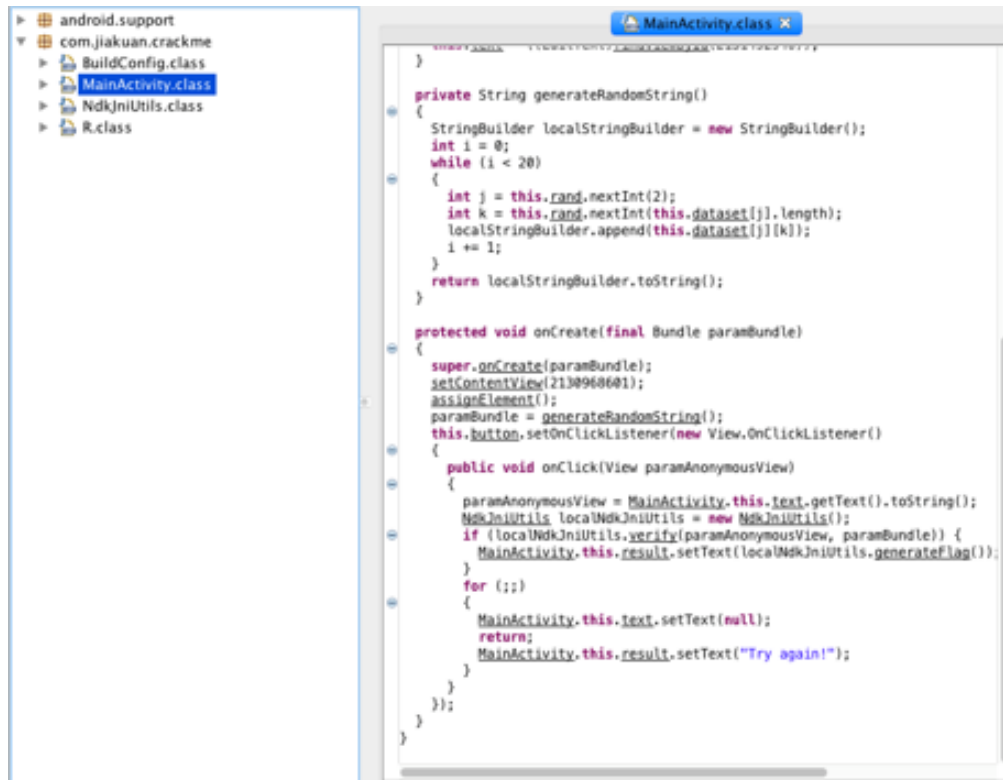 android.support
com.jiakuan.crackme
BuildConfig.class
MainActivity.class
NdkJniUtils.class
R.class
MainActivity.class
}
private String generateRandomString()
{
StringBuilder localStringBuilder = new StringBuilder();
int i = 0;
while (i < 20)
{
int j = this.rand.nextInt(2);
int k = this.rand.nextInt(this.dataset[j].length);
localStringBuilder.append(this.dataset[j][k]);
i += 1;
}
return localStringBuilder.toString();
}
protected void onCreate(final Bundle paramBundle)
{
super.onCreate(paramBundle);
setContentView(2130968601);
assignElement();
paramBundle = generateRandomString();
this.button.setOnClickListener(new View.OnClickListener()
{
public void onClick(View paramAnonymousView)
{
paramAnonymousView = MainActivity.this.text.getText().toString();
NdkJniUtils localNdkJniUtils = new NdkJniUtils();
if (localNdkJniUtils.verify(paramAnonymousView, paramBundle)) {
MainActivity.this.result.setText(localNdkJniUtils.generateFlag());
}
for (;;)
{
MainActivity.this.text.setText(null);
return;
MainActivity.this.result.setText("Try again!");
}
}
});
}
}